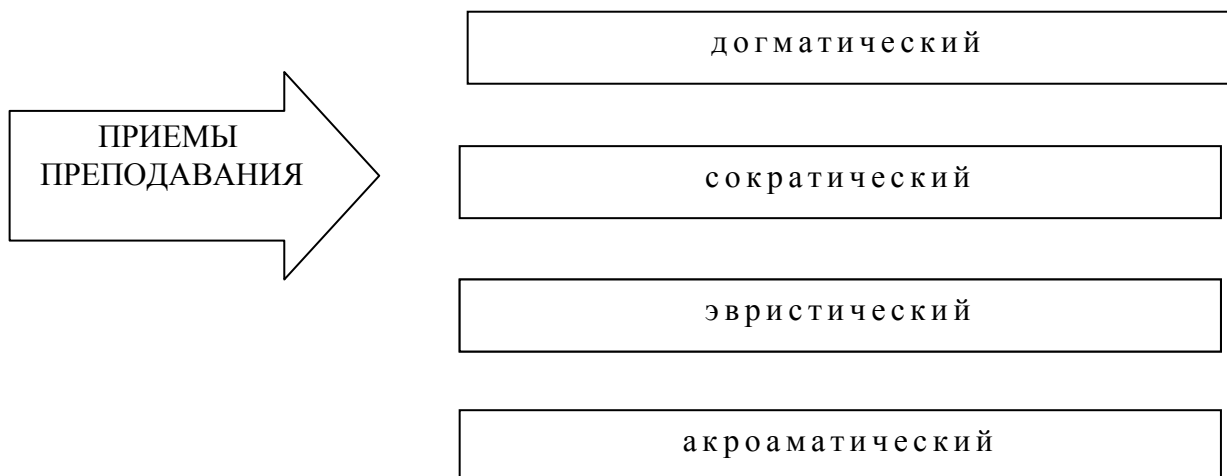 ПРИЕМЫ
ПРЕПОДАВАНИЯ
догматический
сократический
эвристический
акроаматический